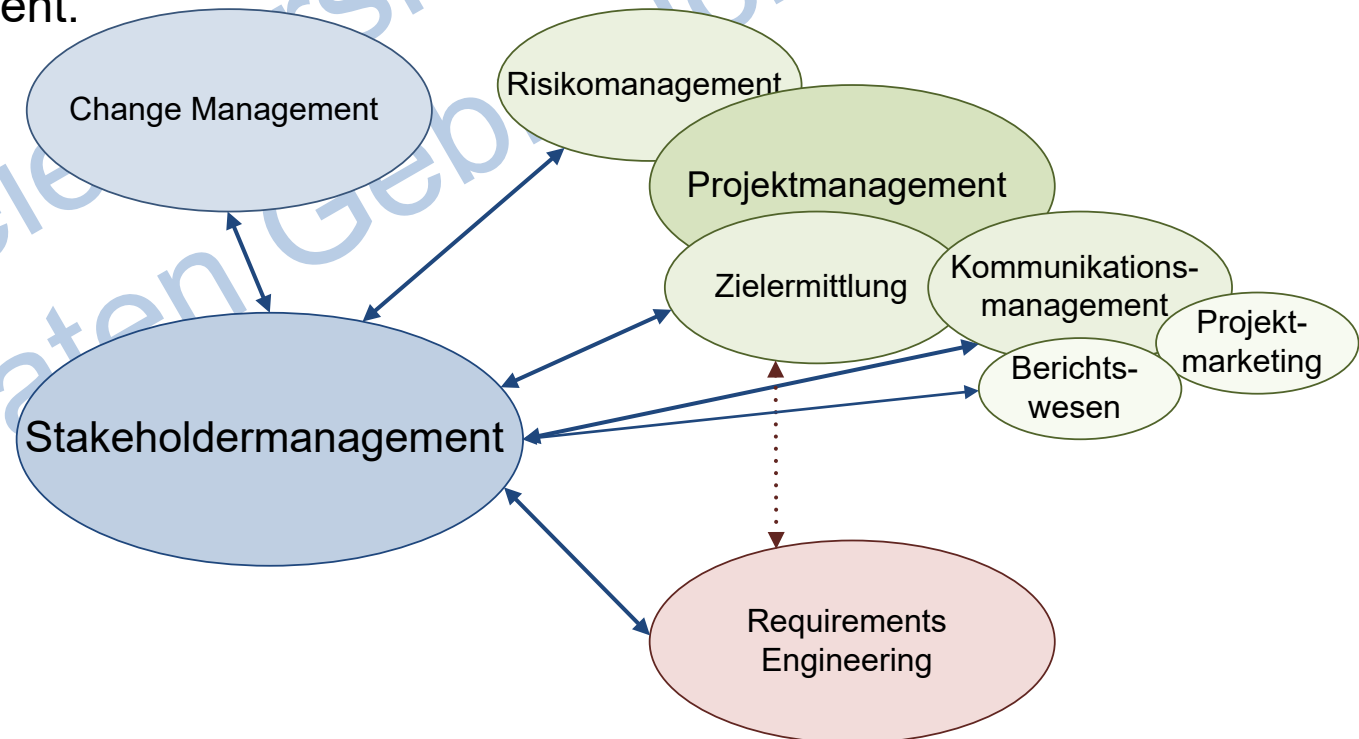 ent.
Change Management
Risikomanagement
Projektmanagement
Zielermittlung
Kommunikations-
management
Projekt-
marketing
Berichts-
wesen
Stakeholdermanagement
Requirements
Engineering